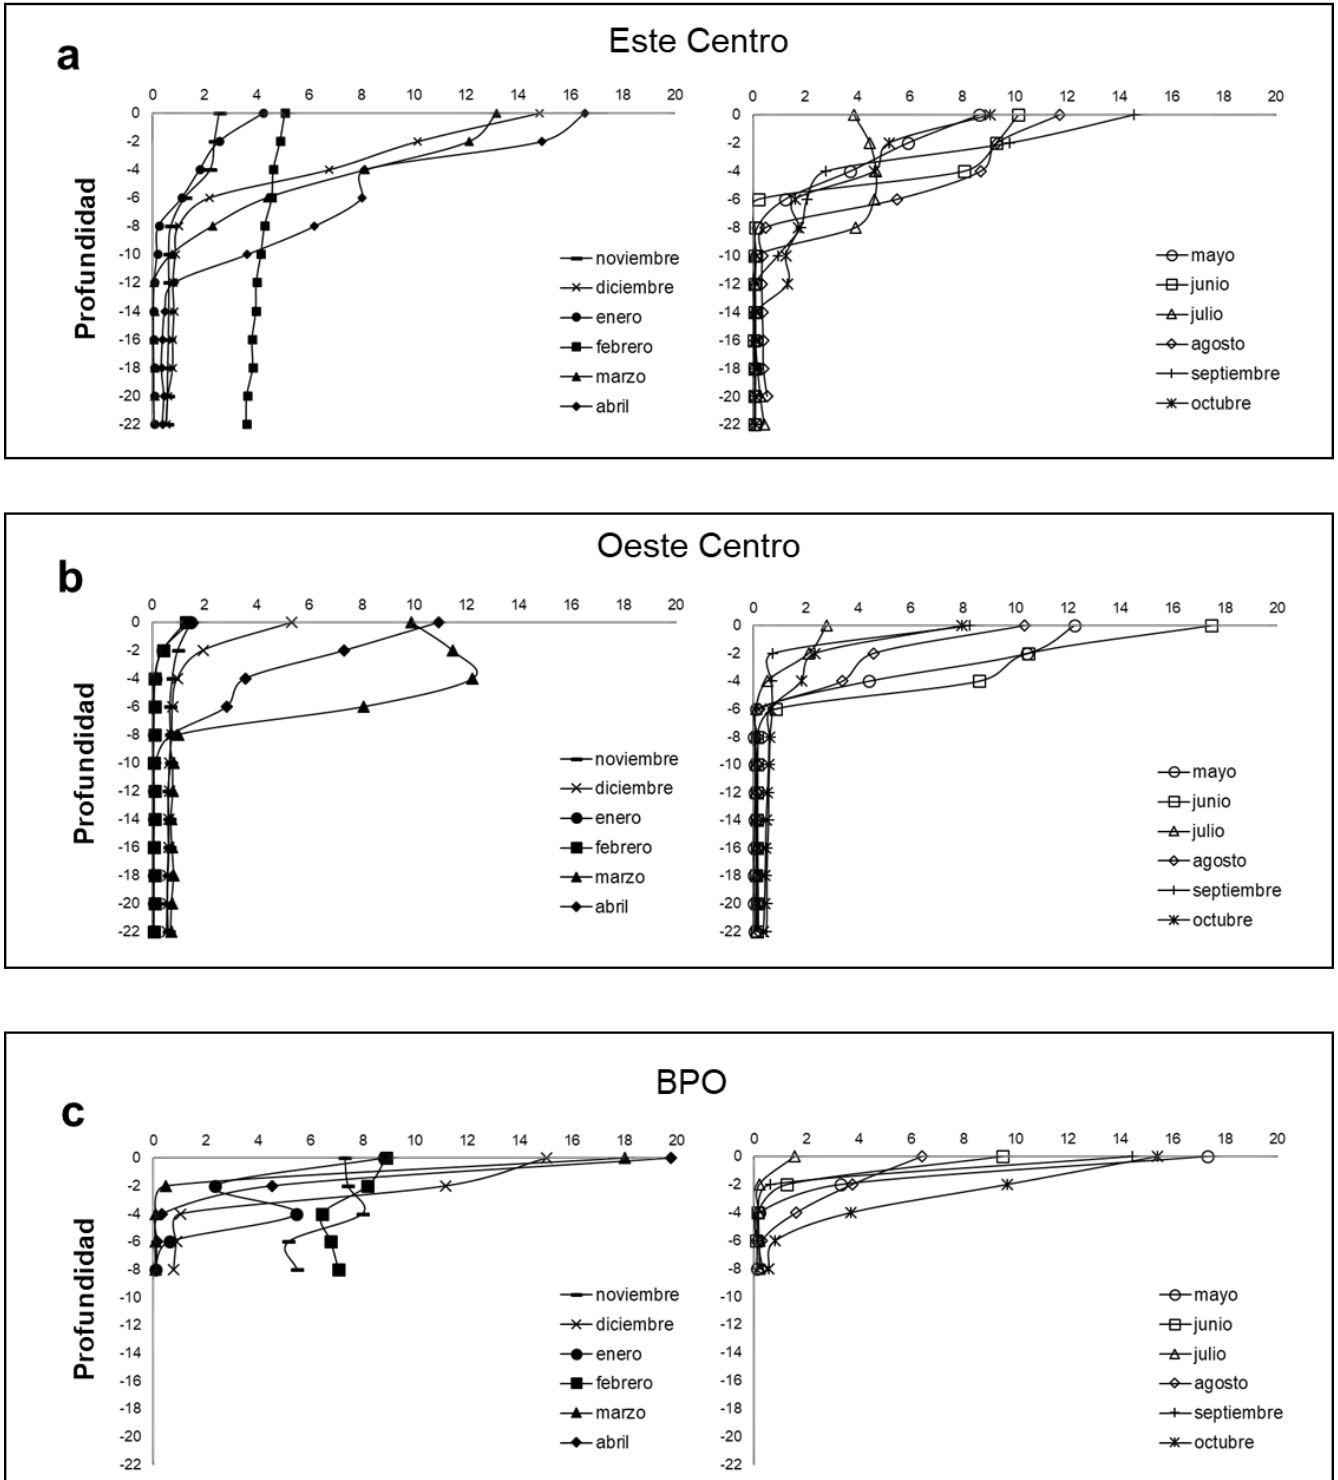 a
Este Centro
0 2 4 6 8 10 12 14 16 18 20
0
-2
-4
-6
-8
-10
-12
-14
-16
-18
-20
-22
Profundidad
noviembre
diciembre
enero
febrero
marzo
abril
0 2 4 6 8 10 12 14 16 18 20
0
-2
-4
-6
-8
-10
-12
-14
-16
-18
-20
-22
mayo
junio
julio
agosto
septiembre
octubre
b
Oeste Centro
0 2 4 6 8 10 12 14 16 18 20
0
-2
-4
-6
-8
-10
-12
-14
-16
-18
-20
-22
Profundidad
noviembre
diciembre
enero
febrero
marzo
abril
0 2 4 6 8 10 12 14 16 18 20
0
-2
-4
-6
-8
-10
-12
-14
-16
-18
-20
-22
mayo
junio
julio
agosto
septiembre
octubre
c
BPO
0 2 4 6 8 10 12 14 16 18 20
0
-2
-4
-6
-8
-10
-12
-14
-16
-18
-20
-22
Profundidad
noviembre
diciembre
enero
febrero
marzo
abril
0 2 4 6 8 10 12 14 16 18 20
0
-2
-4
-6
-8
-10
-12
-14
-16
-18
-20
-22
mayo
junio
julio
agosto
septiembre
octubre